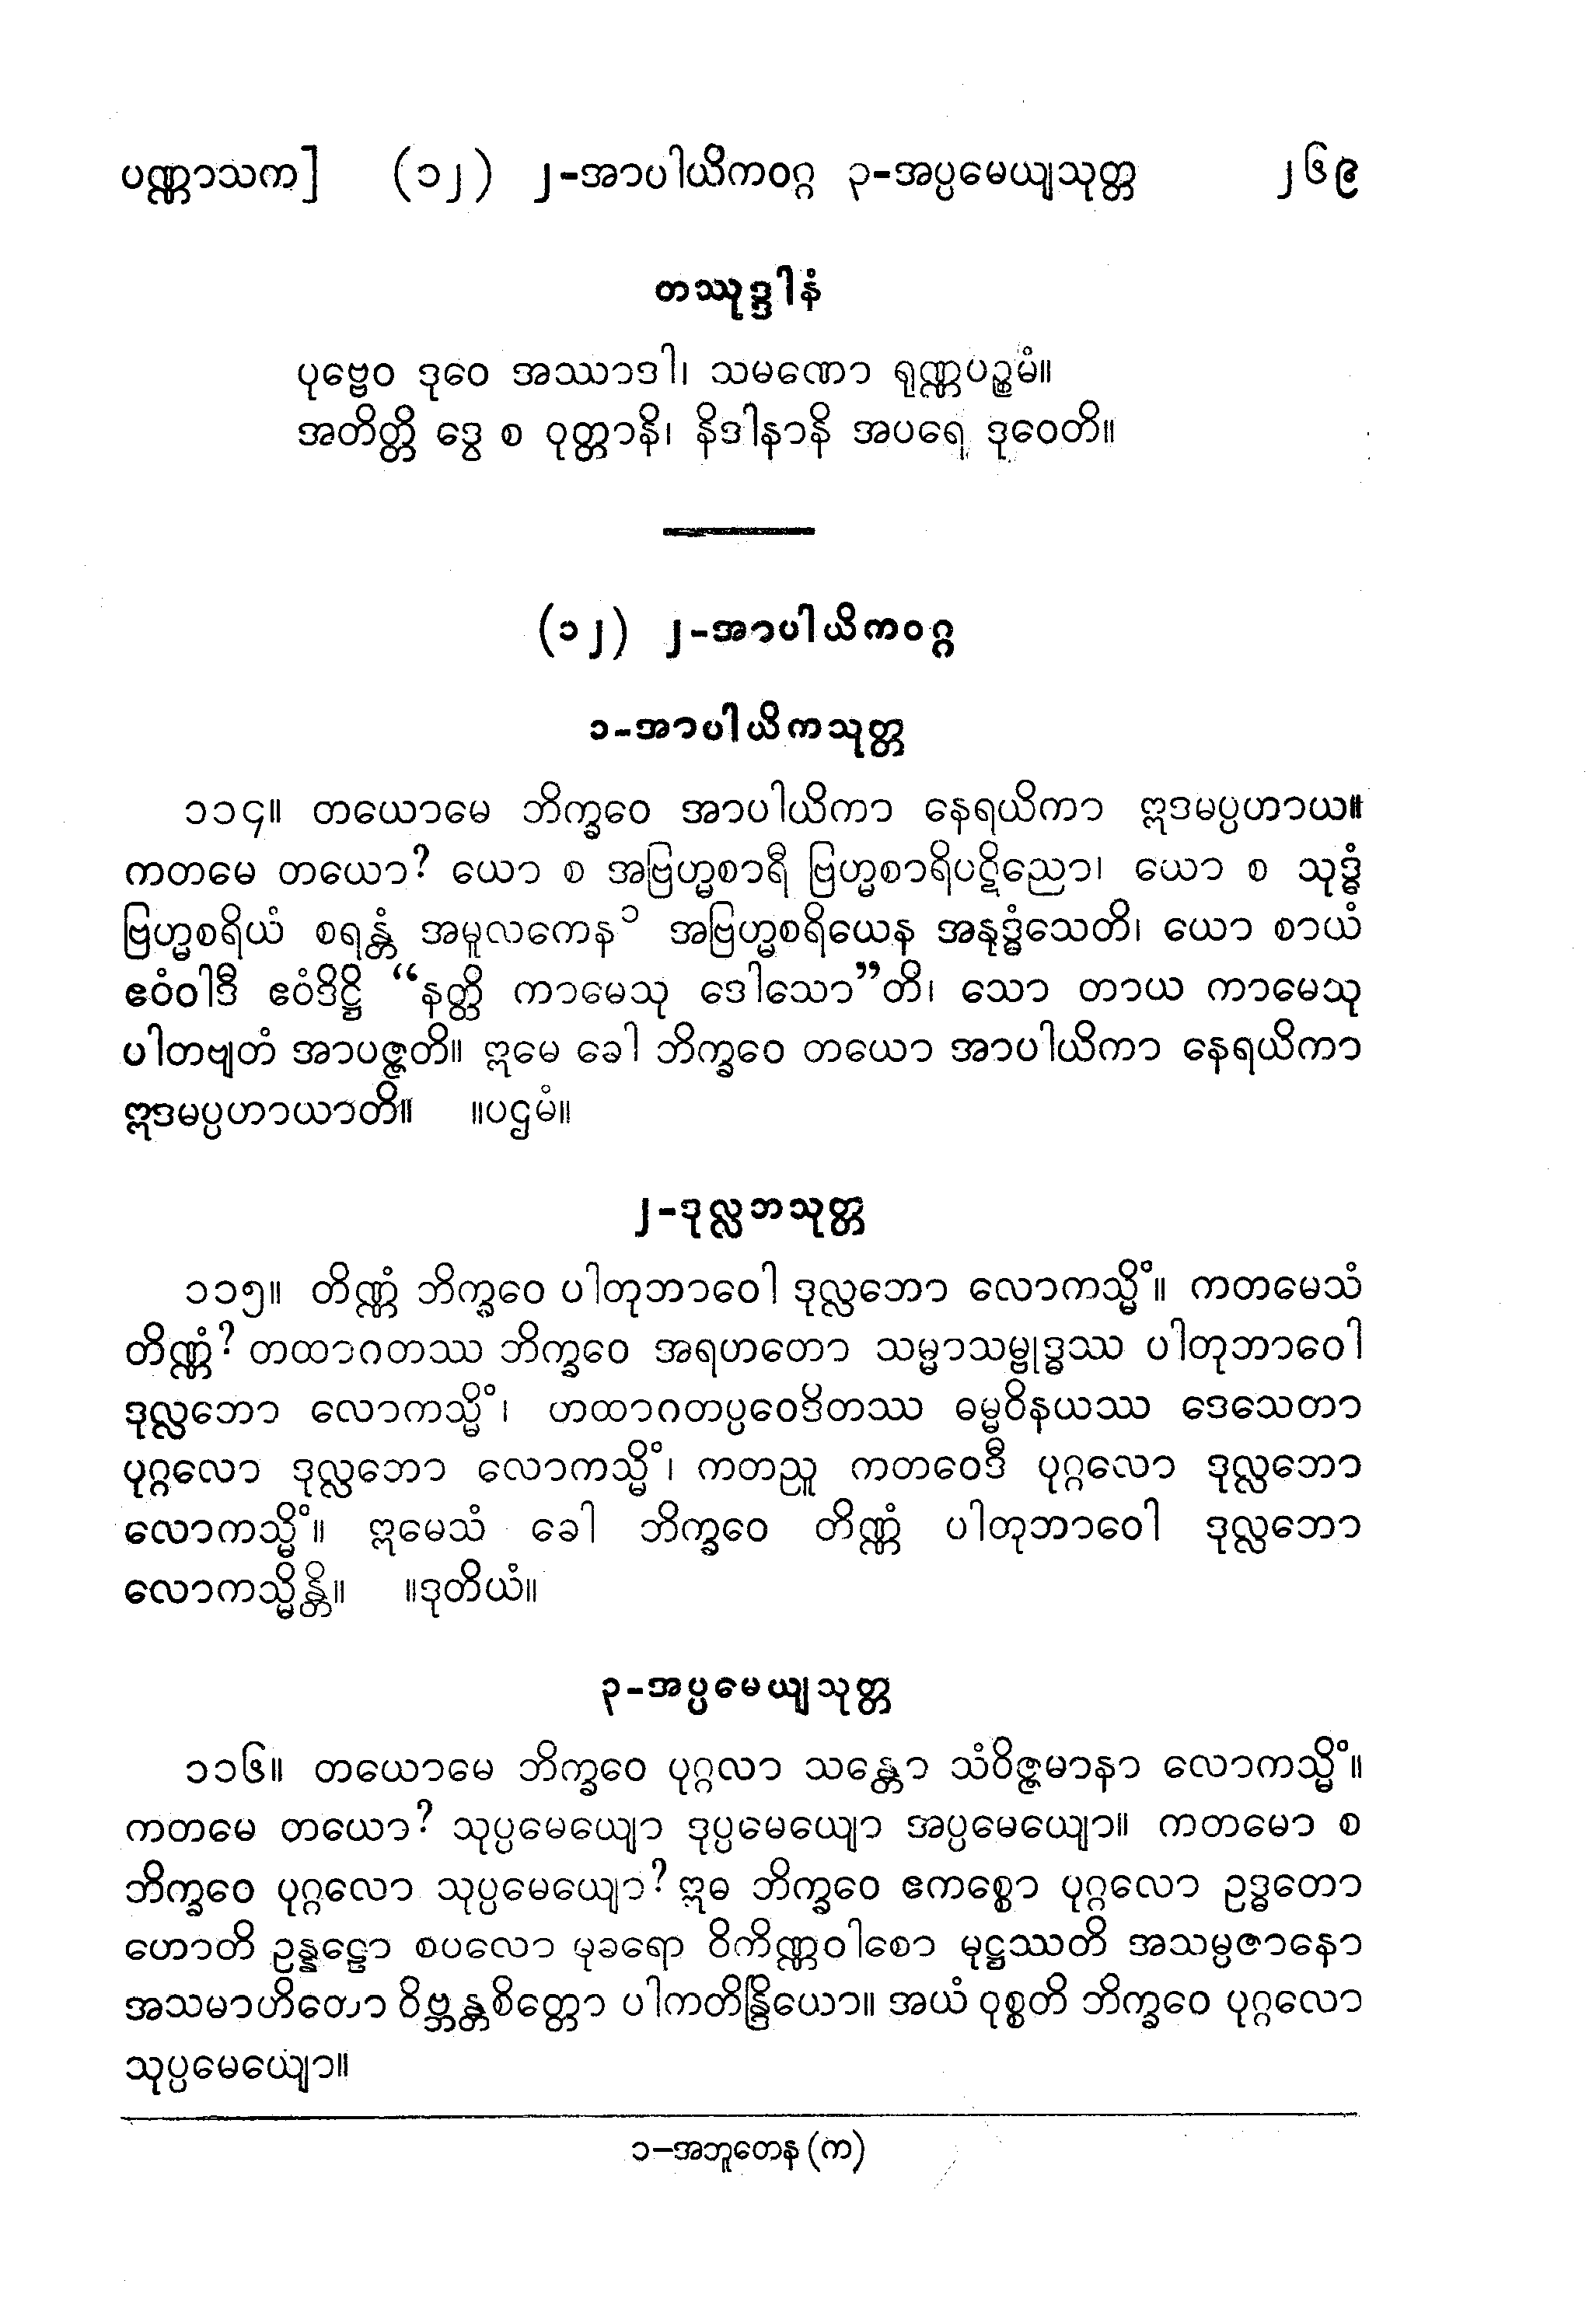 ပဏ္ဏာသက] (၁၂) ၂-အာပါယိကဝဂ္ဂ ၃-အပ္ပမေယျသုတ္တ ၂၆၉
တဿုဒ္ဒါနံ
ပုဗ္ဗေဝ ဒုဝေ အဿာဒါ၊ သမဏော ရုဏ္ဏပဉ္စမံ။
အတိတ္တိ ဒွေ စ ဝုတ္တာနိ၊ နိဒါနာနိ အပရေ ဒုဝေတိ။
(၁၂) ၂-အာပါယိကဝဂ္ဂ
၁-အာပါယိကသုတ္တ
၁၁၄။ တယောမေ ဘိက္ခဝေ အာပါယိကာ နေရယိကာ ဣဒမပ္ပဟာယ။
ကတမေ တယော? ယော စ အဗြဟ္မစာရီ ဗြဟ္မစာရိပဋိညော၊ ယော စ သုဒ္ဓံ
ဗြဟ္မစရိယံ စရန္တံ အမူလကေန၁ အဗြဟ္မစရိယေန အနုဒ္ဓံသေတိ၊ ယော စာယံ
ဧဝံဝါဒီ ဧဝံဒိဋ္ဌိ “နတ္ထိ ကာမေသု ဒေါသော”တိ၊ သော တာယ ကာမေသု
ပါတဗျတံ အာပဇ္ဇတိ။ ဣမေ ခေါ ဘိက္ခဝေ တယော အာပါယိကာ နေရယိကာ
ဣဒမပ္ပဟာယာတိ။ ။ပဌမံ။
၂-ဒုလ္လဘသုတ္တ
၁၁၅။ တိဏ္ဏံ ဘိက္ခဝေ ပါတုဘာဝေါ ဒုလ္လဘော လောကသ္မိံ။ ကတမေသံ
တိဏ္ဏံ? တထာဂတဿ ဘိက္ခဝေ အရဟတော သမ္မာသမ္ဗုဒ္ဓဿ ပါတုဘာဝေါ
ဒုလ္လဘော လောကသ္မိံ၊ တထာဂတပ္ပဝေဒိတဿ ဓမ္မဝိနယဿ ဒေသေတာ
ပုဂ္ဂလော ဒုလ္လဘော လောကသ္မိံ၊ ကတညူ ကတဝေဒီ ပုဂ္ဂလော ဒုလ္လဘော
လောကသ္မိံ။ ဣမေသံ ခေါ ဘိက္ခဝေ တိဏ္ဏံ ပါတုဘာဝေါ ဒုလ္လဘော
လောကသ္မိန္တိ။ ။ဒုတိယံ။
၃-အပ္ပမေယျသုတ္တ
၁၁၆။ တယောမေ ဘိက္ခဝေ ပုဂ္ဂလာ သန္တော သံဝိဇ္ဇမာနာ လောကသ္မိံ။
ကတမေ တယော? သုပ္ပမေယျော ဒုပ္ပမေယျော အပ္ပမေယျော။ ကတမော စ
ဘိက္ခဝေ ပုဂ္ဂလော သုပ္ပမေယျော? ဣဓ ဘိက္ခဝေ ဧကစ္စော ပုဂ္ဂလော ဥဒ္ဓတော
ဟောတိ ဥန္နဠော စပလော မုခရော ဝိကိဏ္ဏဝါစော မုဋ္ဌဿတိ အသမ္ပဇာနော
အသမာဟိတော ဝိဗ္ဘန္တစိတ္တော ပါကတိန္ဒြိယော။ အယံ ဝုစ္စတိ ဘိက္ခဝေ ပုဂ္ဂလော
သုပ္ပမေယျော။
၁-အဘူတေန (က)